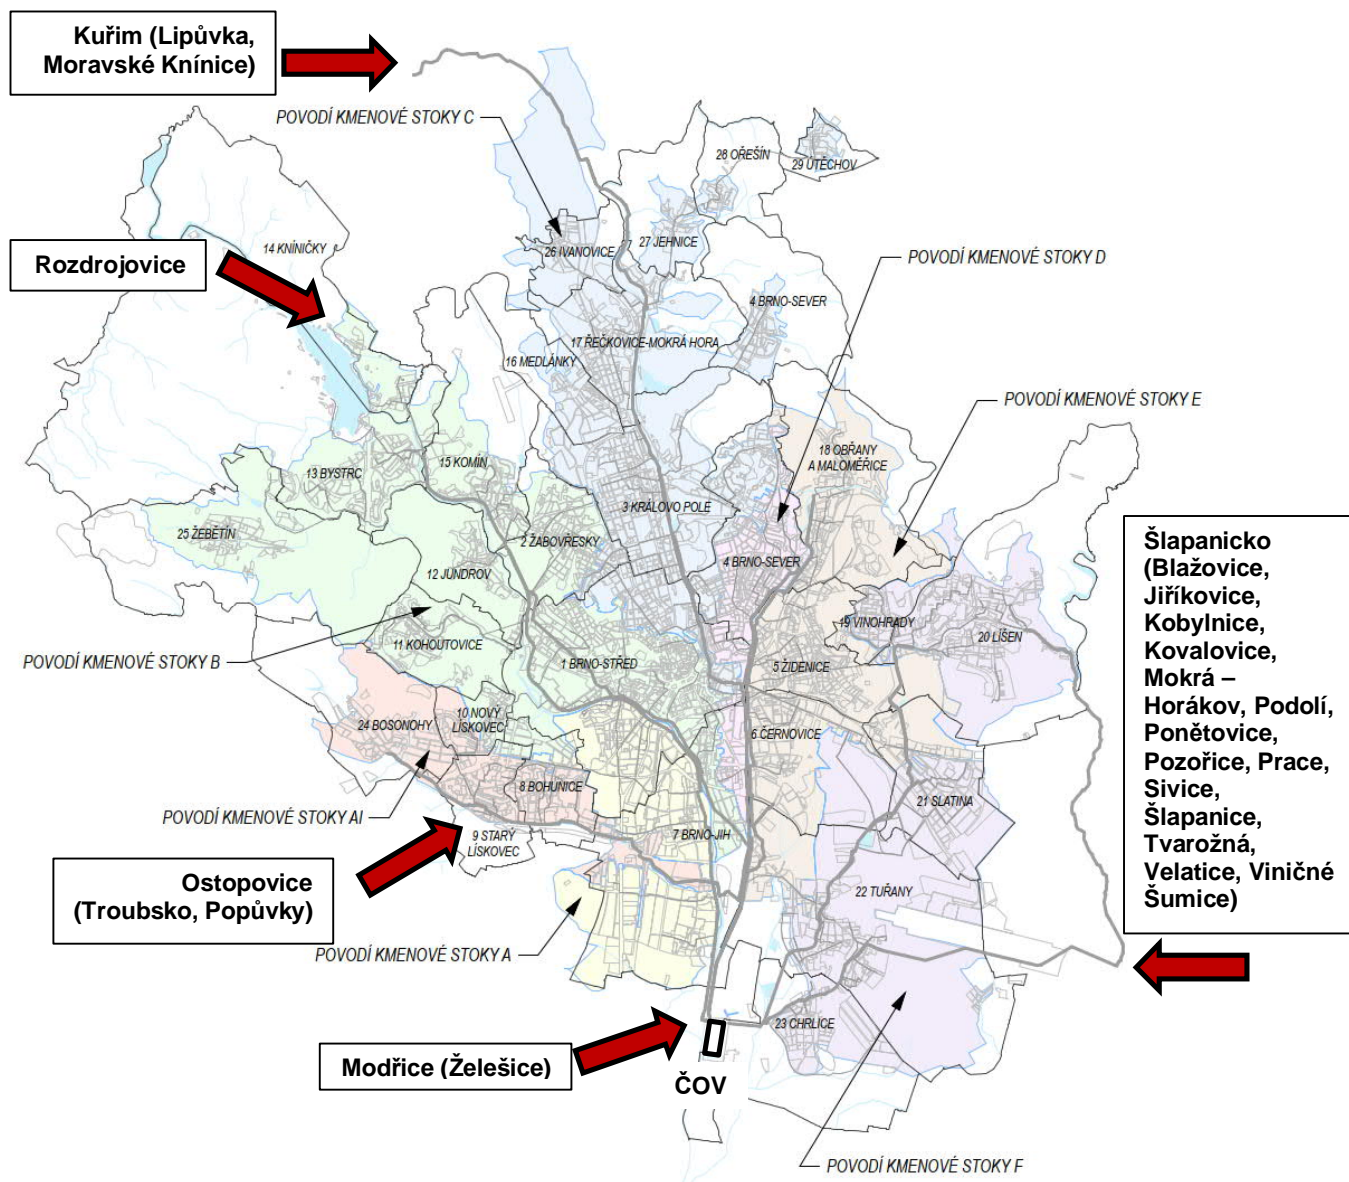 Kuřim (Lipůvka,
Moravské Knínice)
POVODÍ KMENOVÉ STOKY C
28 OŘEŠÍN
29 ÚTĚCHOV
14 KNÍNIČKY
26 IVANOVICE
27 JEHNICE
POVODÍ KMENOVÉ STOKY D
Rozdrojovice
4 BRNO-SEVER
17 ŘEČKOVICE-MOKRÁ HORA
16 MEDLÁNKY
POVODÍ KMENOVÉ STOKY E
18 OBŘANY
A MALOMĚŘICE
15 KOMÍN
13 BYSTRC
3 KRÁLOVO POLE
25 ŽEBĚTÍN
2 ŽABOVŘESKY
4 BRNO-SEVER
12 JUNDROV
19 VINOHRADY
20 LÍŠEŇ
11 KOHOUTOVICE
POVODÍ KMENOVÉ STOKY B
1 BRNO-STŘED
5 ŽIDENICE
Šlapanicko
(Blažovice,
Jiříkovice,
Kobylnice,
Kovalovice,
Mokrá –
Horákov, Podolí,
Ponětovice,
Pozořice, Prace,
Sivice,
Šlapanice,
Tvarožná,
Velatice, Viničné
Šumice)
24 BOSONOHY
10 NOVÝ
LÍSKOVEC
6 ČERNOVICE
8 BOHUNICE
21 SLATINA
POVODÍ KMENOVÉ STOKY AI
9 STARÝ
LÍSKOVEC
7 BRNO-JIH
Ostopovice
(Troubsko, Popůvky)
22 TUŘANY
POVODÍ KMENOVÉ STOKY A
23 CHRLICE
Modřice (Želešice)
ČOV
POVODÍ KMENOVÉ STOKY F